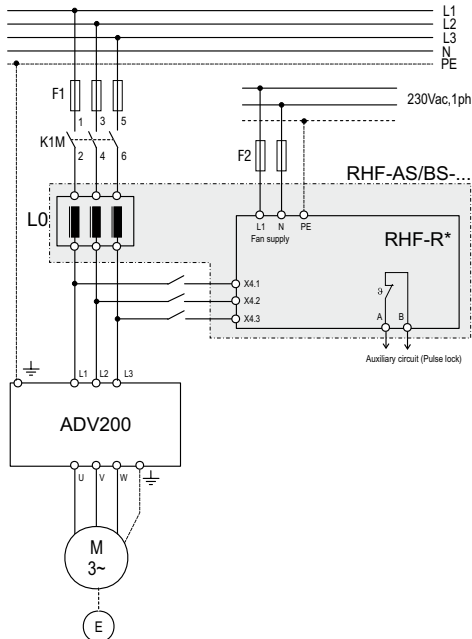 L1
L2
L3
N
PE
F1
230Vac,1ph
1 3 5
K1M
2 4 6
F2
RHF-AS/BS-...
L0
L1 N PE
Fan supply
RHF-R*
X4.1
X4.2
X4.3
ϑ
A B
Auxiliary circuit (Pulse lock)
L1 L2 L3
ADV200
U V W
M
3~
E